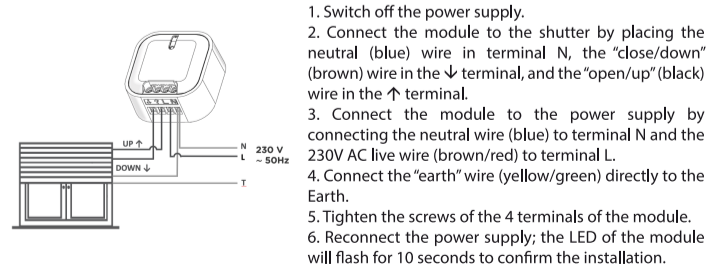 ↓ ↑ L N
UP ↑
DOWN ↓
N
L
230 V
~ 50Hz
T
1. Switch off the power supply.
2. Connect the module to the shutter by placing the
neutral (blue) wire in terminal N, the “close/down”
(brown) wire in the ↓ terminal, and the “open/up” (black)
wire in the ↑ terminal.
3. Connect the module to the power supply by
connecting the neutral wire (blue) to terminal N and the
230V AC live wire (brown/red) to terminal L.
4. Connect the “earth” wire (yellow/green) directly to the
Earth.
5. Tighten the screws of the 4 terminals of the module.
6. Reconnect the power supply; the LED of the module
will flash for 10 seconds to confirm the installation.